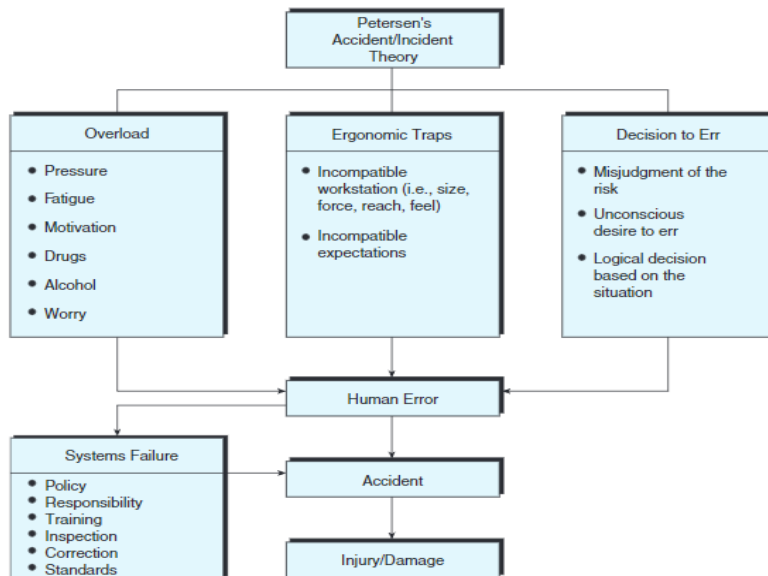 Petersen's
Accident/Incident
Theory
Overload
Pressure
Fatigue
Motivation
Drugs
Alcohol
Worry
Ergonomic Traps
Incompatible
workstation (i.e., size,
force, reach, feel)
Incompatible
expectations
Decision to Err
Misjudgment of the
risk
Unconscious
desire to err
Logical decision
based on the
situation
Human Error
Systems Failure
Policy
Responsibility
Training
Inspection
Correction
Standards
Accident
Injury/Damage